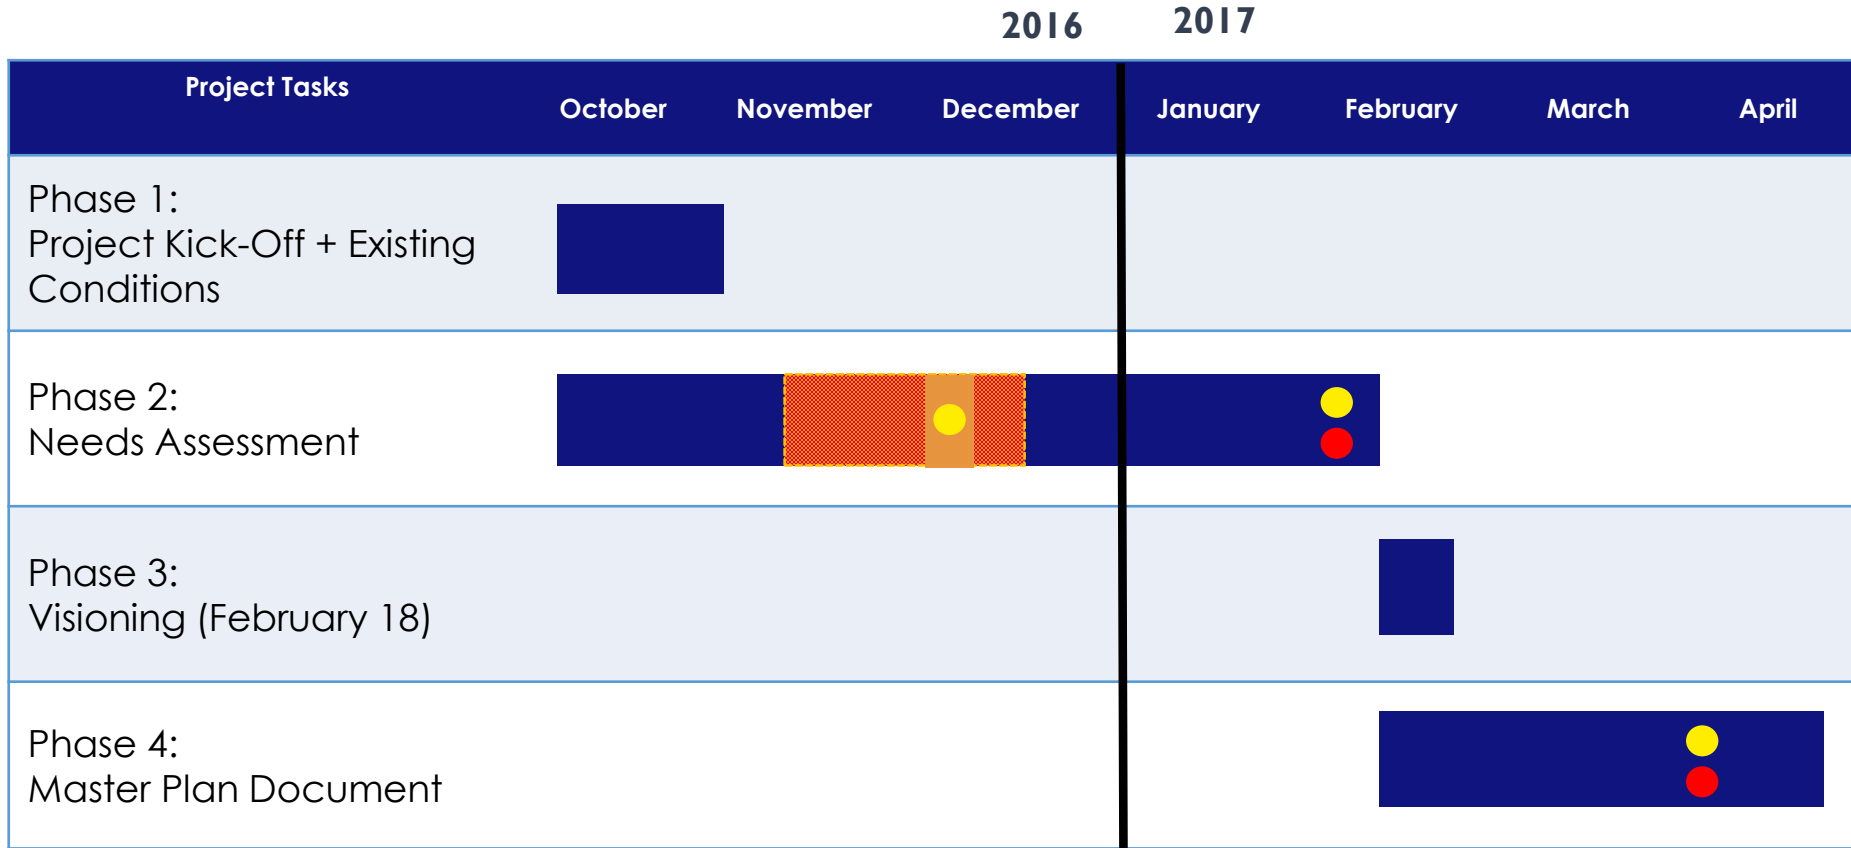 2016
2017
Project Tasks
October
November
December
January
February
March
April
Phase 1:
Project Kick-Off + Existing
Conditions
Phase 2:
Needs Assessment
Phase 3:
Visioning (February 18)
Phase 4:
Master Plan Document